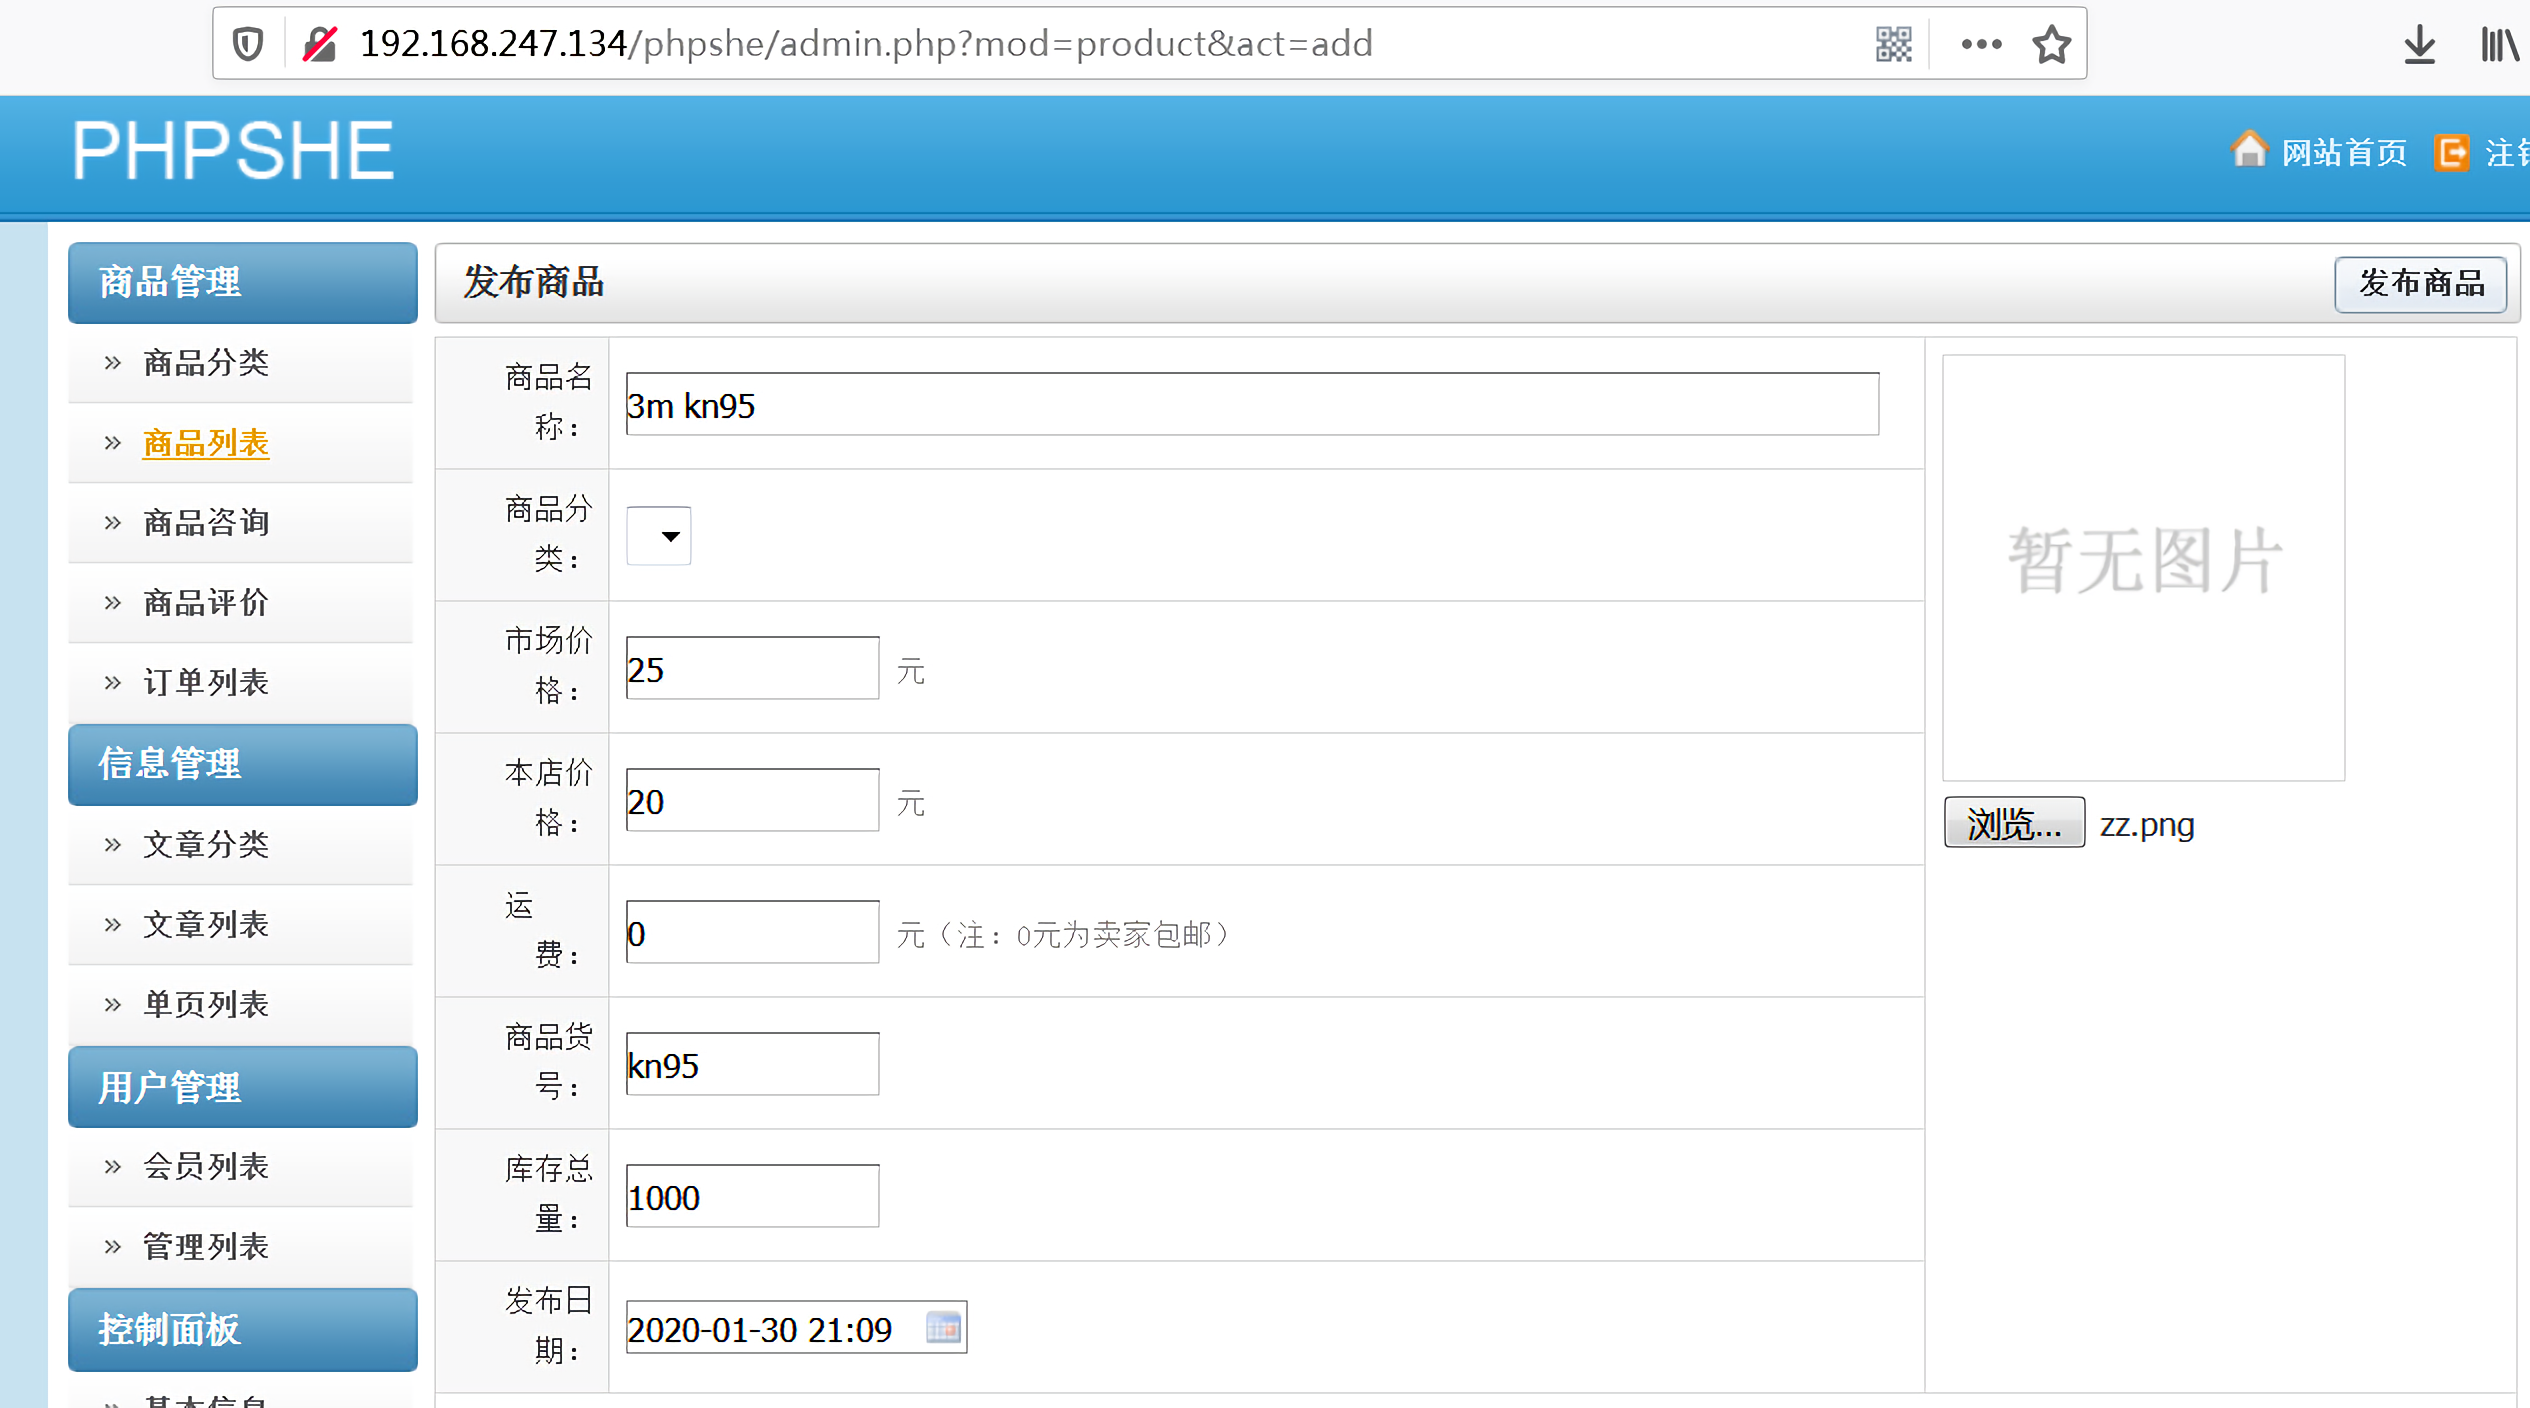 192.168.247.134/phpshe/admin.php?mod=product&act=add
PHPSHE
网站首页
商品管理
商品分类
商品列表
商品咨询
商品评价
订单列表
信息管理
文章分类
文章列表
单页列表
用户管理
会员列表
管理列表
控制面板
基本信息
发布商品
发布商品
商品名
称：
3m kn95
商品分
类：
市场价
格：
25 元
本店价
格：
20 元
运
费：
0 元（注：0元为卖家包邮）
商品货
号：
kn95
库存总
量：
1000
发布日
期：
2020-01-30 21:09
暂无图片
浏览... zz.png